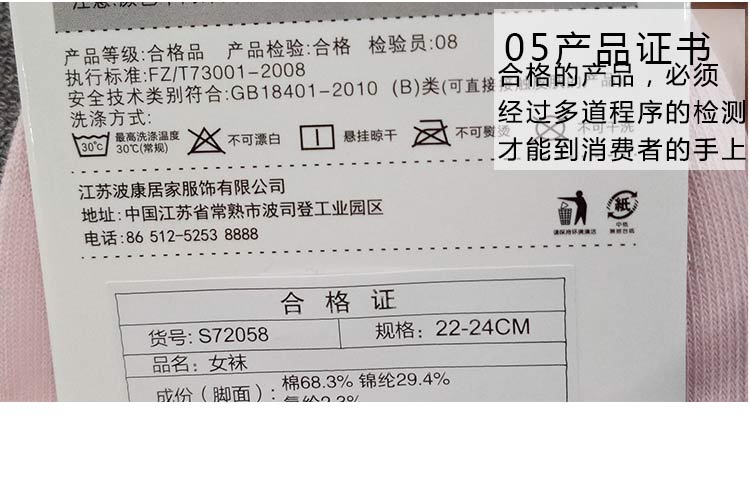 产品等级:合格品 产品检验:合格 检验员:08
执行标准:FZ/T73001-2008
安全技术类别符合:GB18401-2010 (B)类(可直接接触皮肤的产品)
洗涤方式:
30°C 最高洗涤温度 30°C(常规) 不可漂白 悬挂晾干 不可熨烫 不可干洗
05产品证书
合格的产品，必须
经过多道程序的检测
才能到消费者的手上
江苏波康居家服饰有限公司
地址: 中国江苏省常熟市波司登工业园区
电话: 86 512-5253 8888
請保持环境清洁
紙
合格证
货号: S72058 规格: 22-24CM
品名: 女袜
成份（脚面）: 棉68.3% 锦纶29.4%
氨纶2.3%